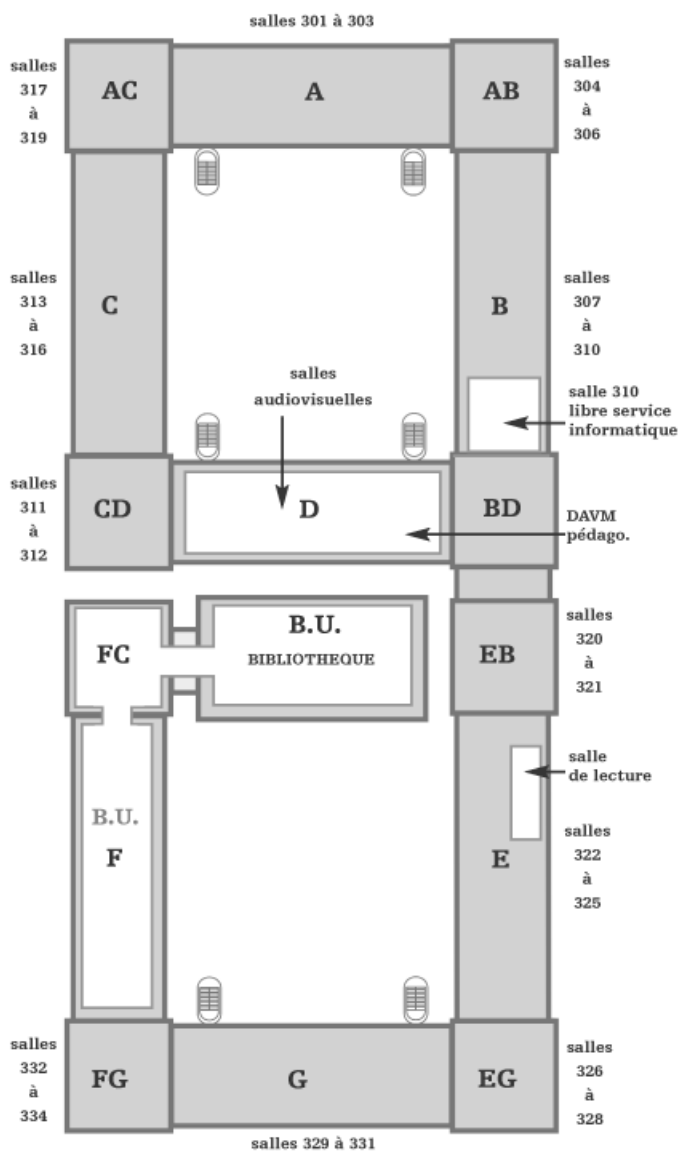 salles 301 à 303
salles
317
à
319
AC
A
AB
salles
304
à
306
salles
313
à
316
C
B
salles
307
à
310
salles
audiovisuelles
salle 310
libre service
informatique
salles
311
à
312
CD
D
BD
DAVM
pédago.
FC
B.U.
BIBLIOTHEQUE
EB
salles
320
à
321
salle
de lecture
B.U.
F
E
salles
322
à
325
salles
332
à
334
FG
G
EG
salles
326
à
328
salles 329 à 331